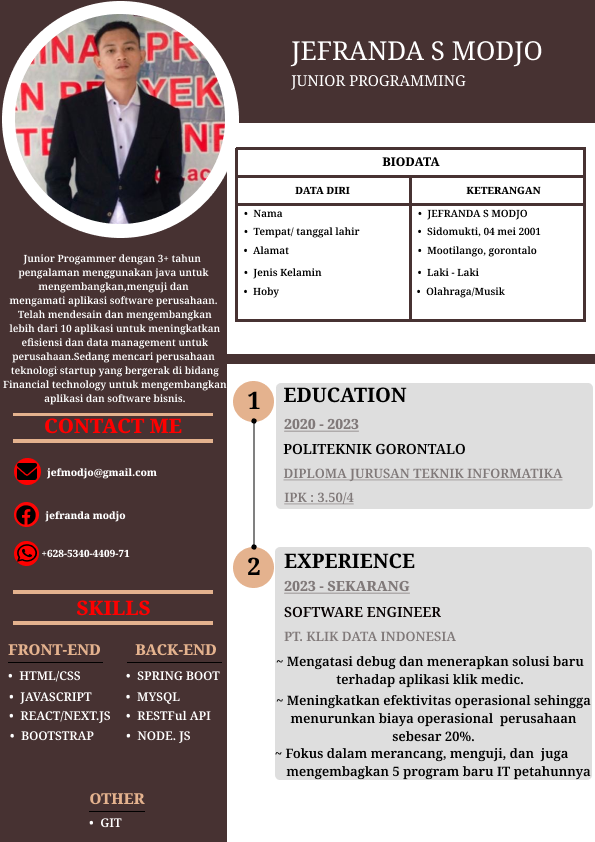 JEFRANDA S MODJO
JUNIOR PROGRAMMING
BIODATA
DATA DIRI
KETERANGAN
• Nama
• JEFRANDA S MODJO
• Tempat/ tanggal lahir
• Sidomukti, 04 mei 2001
• Alamat
• Mootilango, gorontalo
• Jenis Kelamin
• Laki - Laki
• Hoby
• Olahraga/Musik
Junior Progammer dengan 3+ tahun
pengalaman menggunakan java untuk
mengembangkan,menguji dan
mengamati aplikasi software perusahaan.
Telah mendesain dan mengembangkan
lebih dari 10 aplikasi untuk meningkatkan
efisiensi dan data management untuk
perusahaan.Sedang mencari perusahaan
teknologi startup yang bergerak di bidang
Financial technology untuk mengembangkan
aplikasi dan software bisnis.
CONTACT ME
jefmodjo@gmail.com
jefranda modjo
+628-5340-4409-71
SKILLS
FRONT-END
• HTML/CSS
• JAVASCRIPT
• REACT/NEXT.JS
• BOOTSTRAP
BACK-END
• SPRING BOOT
• MYSQL
• RESTFul API
• NODE. JS
OTHER
• GIT
1
EDUCATION
2020 - 2023
POLITEKNIK GORONTALO
DIPLOMA JURUSAN TEKNIK INFORMATIKA
IPK : 3.50/4
2
EXPERIENCE
2023 - SEKARANG
SOFTWARE ENGINEER
PT. KLIK DATA INDONESIA
~ Mengatasi debug dan menerapkan solusi baru
terhadap aplikasi klik medic.
~ Meningkatkan efektivitas operasional sehingga
menurunkan biaya operasional perusahaan
sebesar 20%.
~ Fokus dalam merancang, menguji, dan juga
mengembagkan 5 program baru IT petahunnya